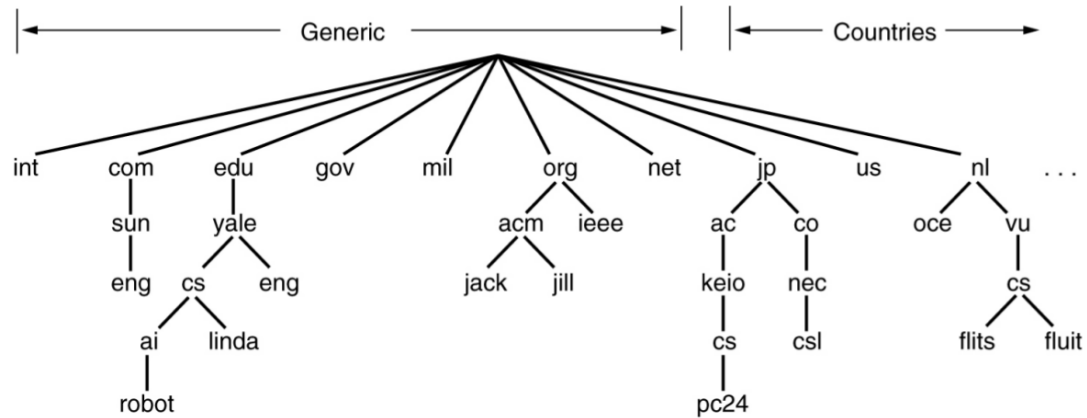 Generic Countries
int com edu gov mil org net jp us nl . . .
sun yale acm ieee ac co oce vu
eng cs eng jack jill keio nec cs
ai linda cs csl flits fluit
robot pc24